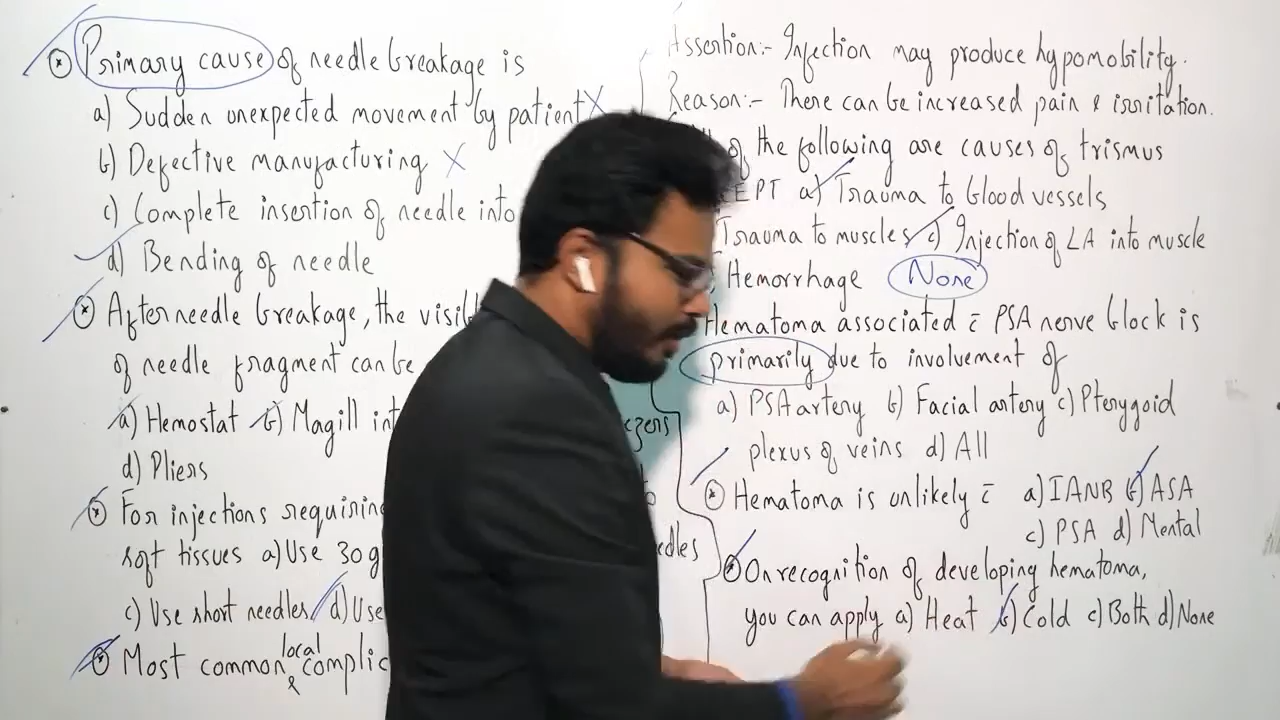 Primary cause of needle breakage is
a) Sudden unexpected movement by patient X
b) Defective manufacturing X
c) Complete insertion of needle into
d) Bending of needle
After needle breakage, the
of needle fragment can be
a) Hemostat b) Magill
d) Pliers
For injections requiring
soft tissues a) Use 30
c) Use short needles d) Use
Most common local
&
Assertion:- Injection may produce hypomobility.
Reason:- There can be increased pain & irritation.
of the following are causes of trismus
a) Trauma to blood vessels
Trauma to muscles c) Injection of LA into muscle
Hemorrhage None
Hematoma associated c̄ PSA nerve block is
primarily due to involvement of
a) PSA artery b) Facial artery c) Pterygoid
plexus of veins d) All
Hematoma is unlikely c̄ a) IANB b) ASA
c) PSA d) Mental
On recognition of developing hematoma,
you can apply a) Heat b) Cold c) Both d) None